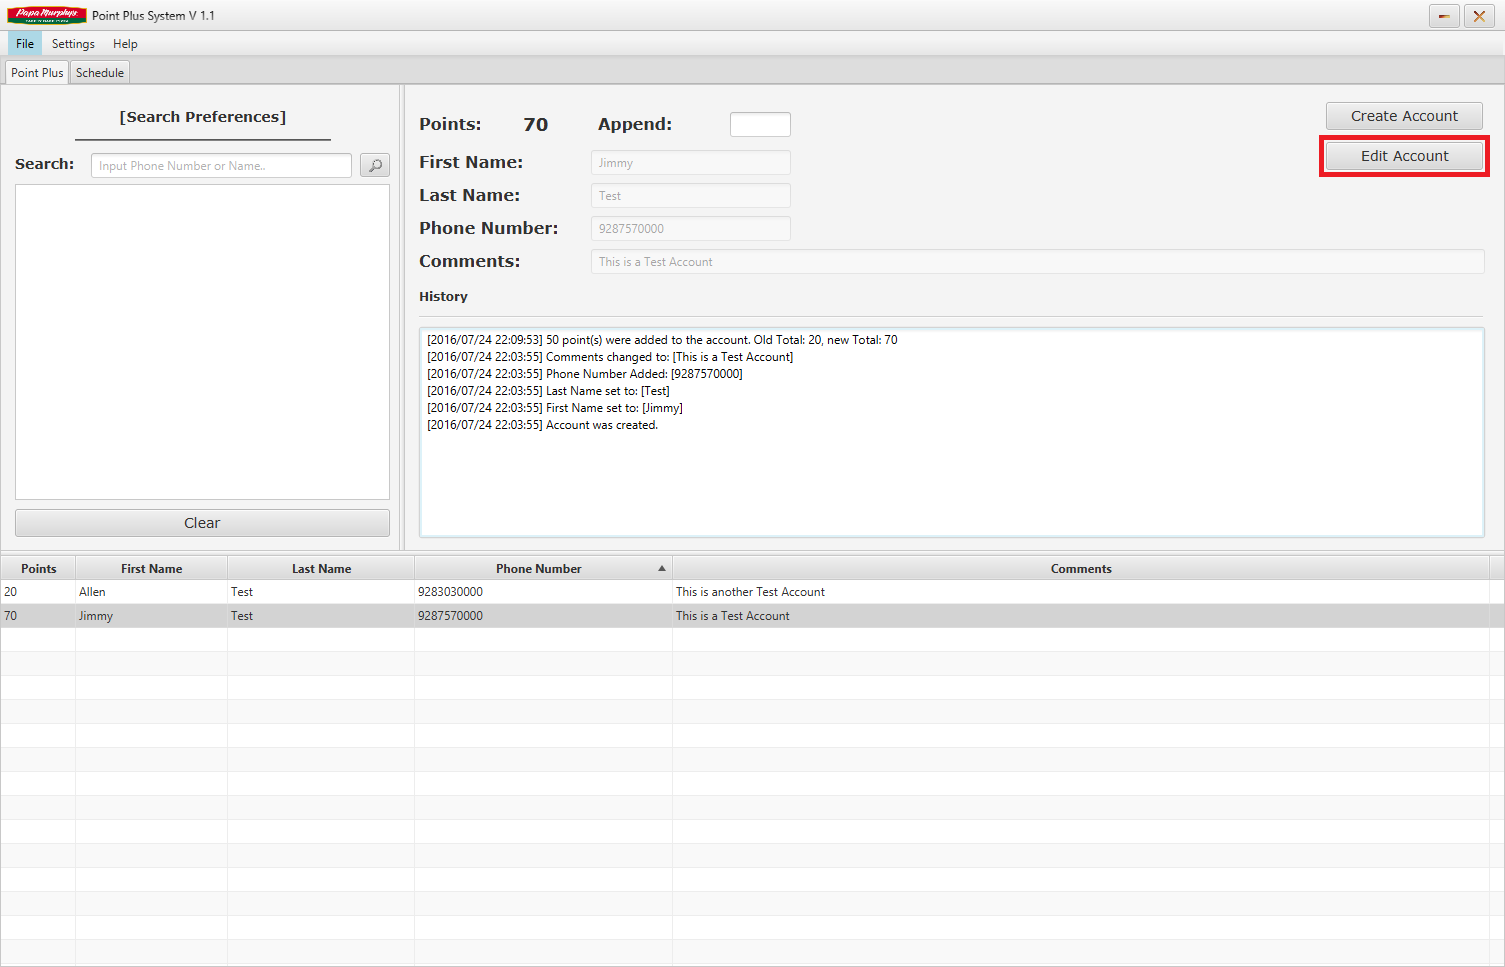 Papa Murphy's
Point Plus System V 1.1
File Settings Help
Point Plus Schedule
[Search Preferences]
Search: Input Phone Number or Name..
Clear
Points: 70 Append:
First Name: Jimmy
Last Name: Test
Phone Number: 9287570000
Comments: This is a Test Account
Create Account
Edit Account
History
[2016/07/24 22:09:53] 50 point(s) were added to the account. Old Total: 20, new Total: 70
[2016/07/24 22:03:55] Comments changed to: [This is a Test Account]
[2016/07/24 22:03:55] Phone Number Added: [9287570000]
[2016/07/24 22:03:55] Last Name set to: [Test]
[2016/07/24 22:03:55] First Name set to: [Jimmy]
[2016/07/24 22:03:55] Account was created.
Points First Name Last Name Phone Number Comments
20 Allen Test 9283030000 This is another Test Account
70 Jimmy Test 9287570000 This is a Test Account